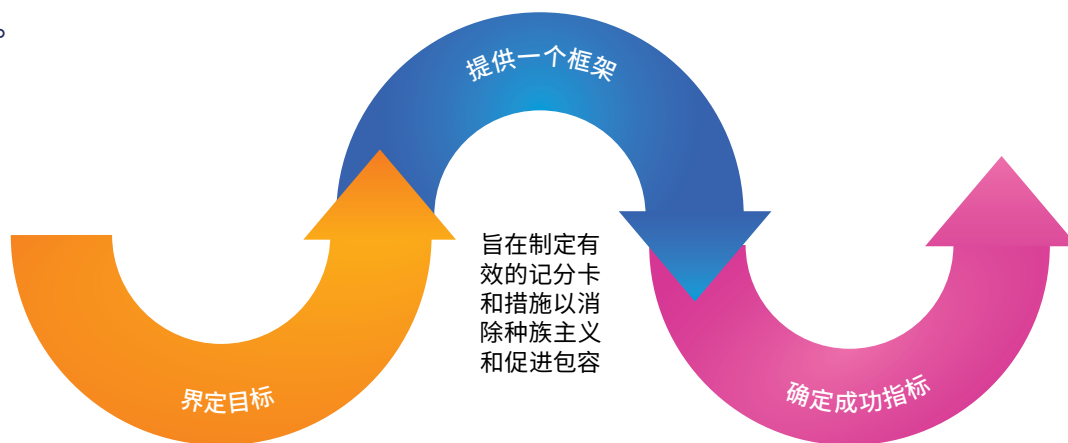 。
提供一个框架
旨在制定有
效的记分卡
和措施以消
除种族主义
和促进包容
界定目标
确定成功指标